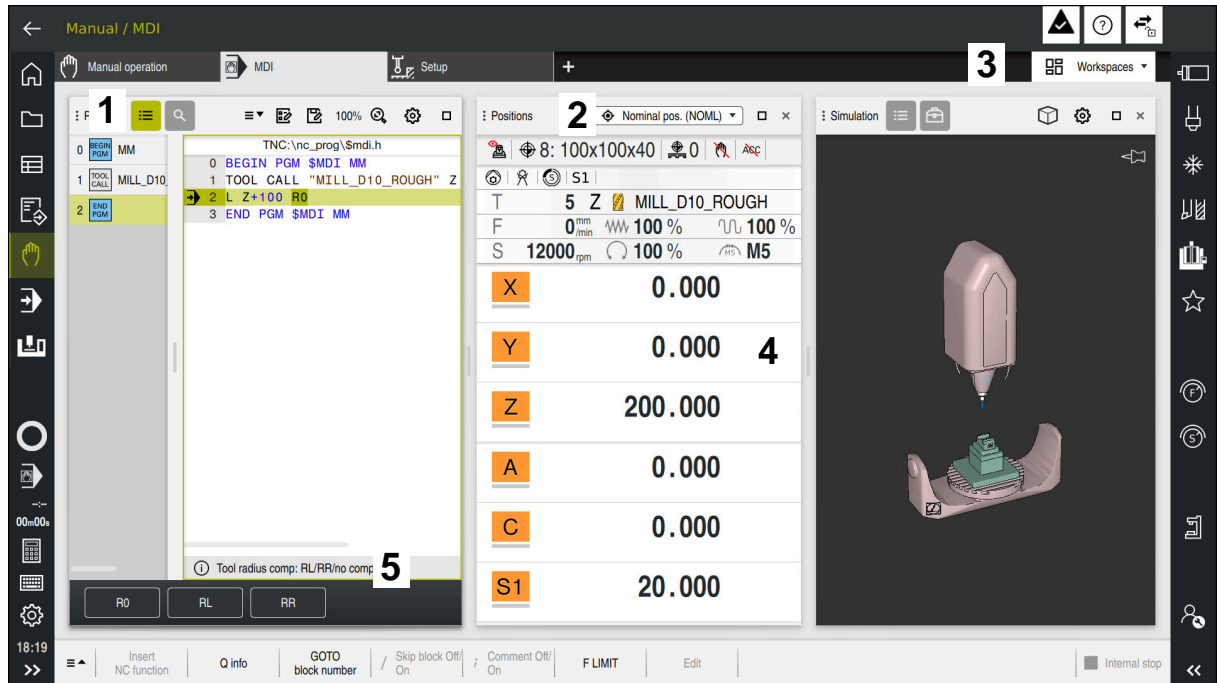 Manual / MDI
Manual operation
MDI
Setup
+
3
Workspaces
1
100%
Positions
2
Nominal pos. (NOML)
Simulation
0 BEGIN PGM MM
1 TOOL CALL MILL_D10_
2 END PGM
TNC:\nc_prog\$mdi.h
0 BEGIN PGM $MDI MM
1 TOOL CALL "MILL_D10_ROUGH" Z
2 L Z+100 R0
3 END PGM $MDI MM
8: 100x100x40 0 ACC
S S1
T 5 Z MILL_D10_ROUGH
F 0 mm/min 100 % 100 %
S 12000 rpm 100 % M5 M5
X 0.000
Y 0.000
4
Z 200.000
A 0.000
C 0.000
S1 20.000
Tool radius comp: RL/RR/no comp
5
R0 RL RR
F
S
--:--
00m00s
18:19
Insert
NC function
Q info
GOTO
block number
/ Skip block Off/
On
; Comment Off/
On
F LIMIT
Edit
Internal stop